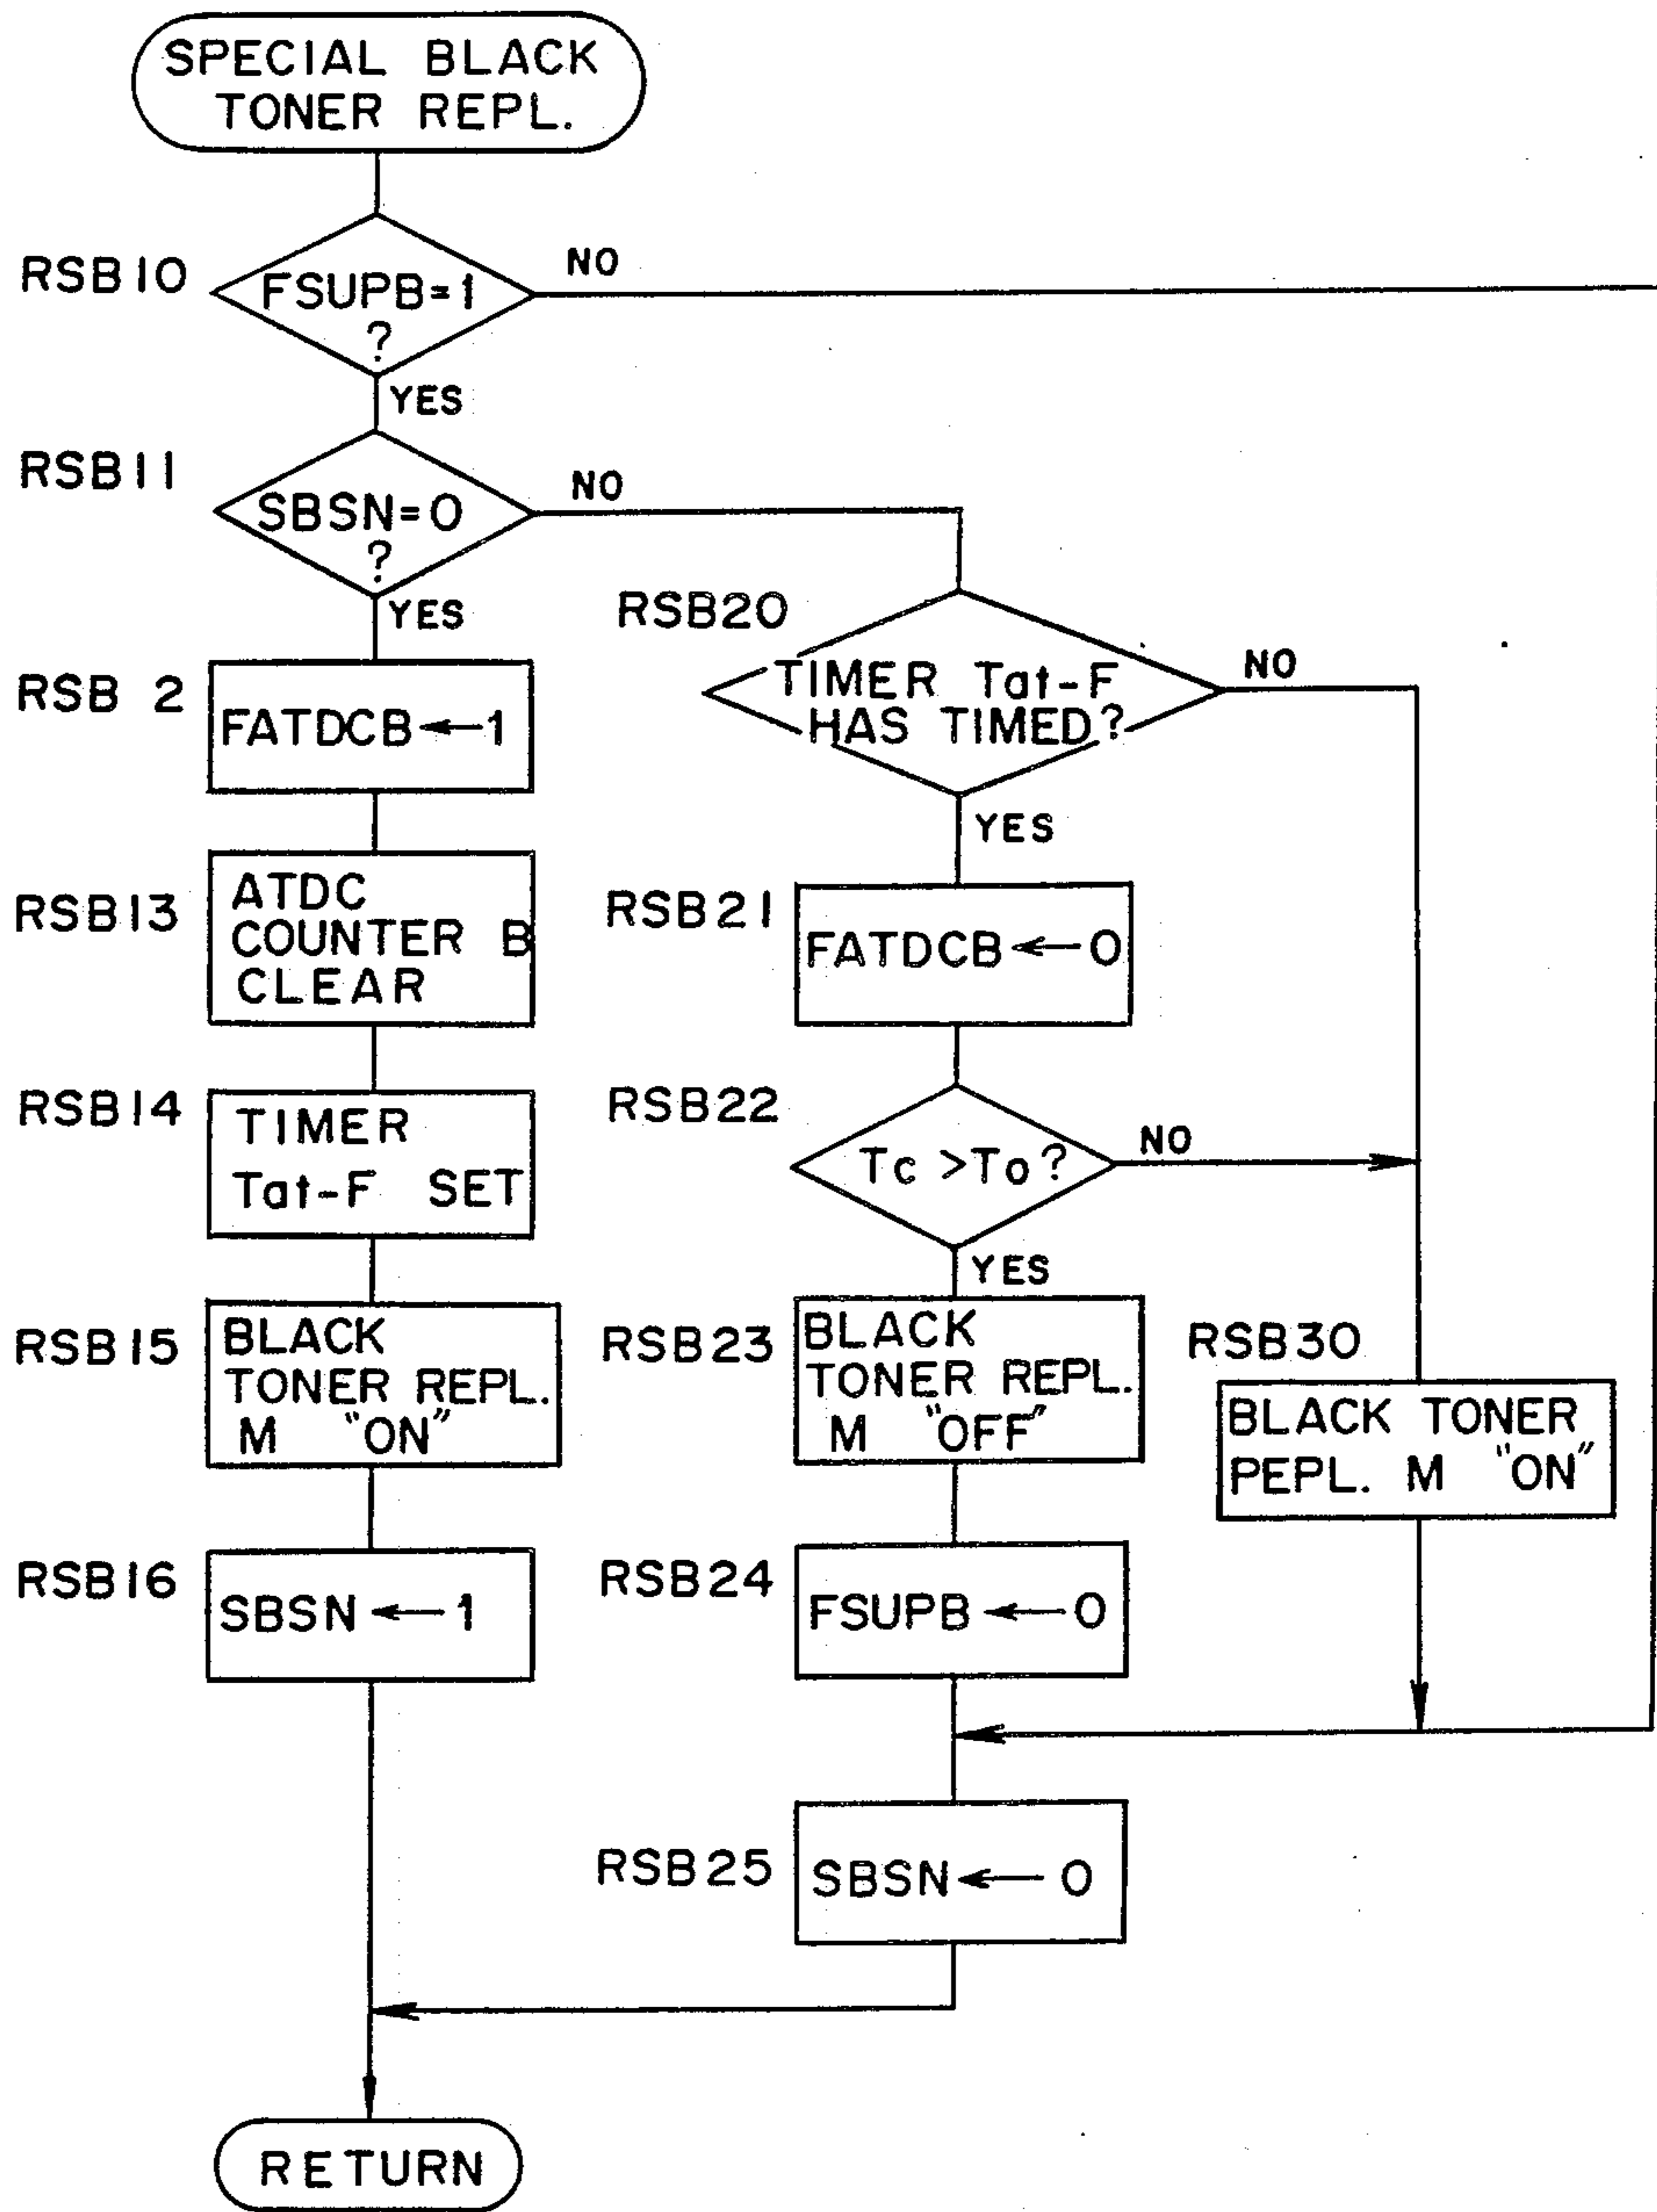 SPECIAL BLACK
TONER REPL.
RSB10
FSUPB=1
?
NO
YES
RSB11
SBSN=0
?
NO
YES
RSB 2
FATDCB←1
RSB13
ATDC
COUNTER B
CLEAR
RSB14
TIMER
Tat-F SET
RSB15
BLACK
TONER REPL.
M "ON"
RSB16
SBSN←1
RSB20
TIMER Tat-F
HAS TIMED?
NO
YES
RSB21
FATDCB←0
RSB22
Tc >To?
NO
YES
RSB23
BLACK
TONER REPL.
M "OFF"
RSB24
FSUPB←0
RSB30
BLACK TONER
PEPL. M "ON"
RSB25
SBSN←0
RETURN